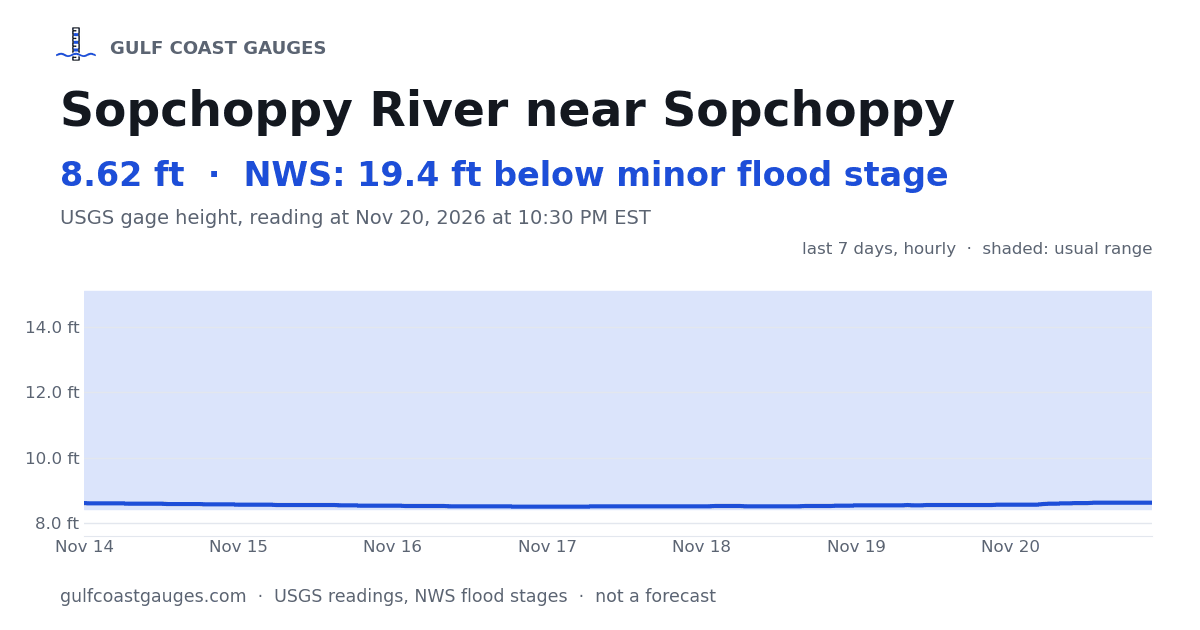 GULF COAST GAUGES
Sopchoppy River near Sopchoppy
8.62 ft · NWS: 19.4 ft below minor flood stage
USGS gage height, reading at Nov 20, 2026 at 10:30 PM EST
last 7 days, hourly · shaded: usual range
14.0 ft
12.0 ft
10.0 ft
8.0 ft
Nov 14 Nov 15 Nov 16 Nov 17 Nov 18 Nov 19 Nov 20
gulfcoastgauges.com · USGS readings, NWS flood stages · not a forecast